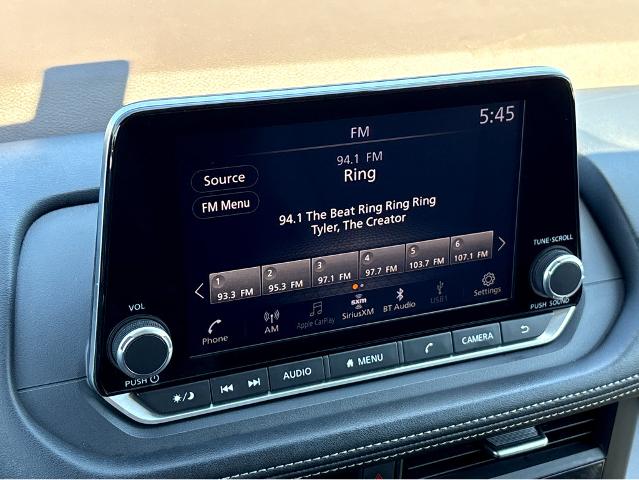 5:45
FM
94.1 FM
Source
Ring
FM Menu
94.1 The Beat Ring Ring Ring
Tyler, The Creator
1 2 3 4 5 6
93.3 FM 95.3 FM 97.1 FM 97.7 FM 103.7 FM 107.1 FM
TUNE·SCROLL
VOL
Phone AM Apple CarPlay sxm SiriusXM BT Audio USB1 Settings
PUSH SOUND
PUSH
AUDIO MENU CAMERA